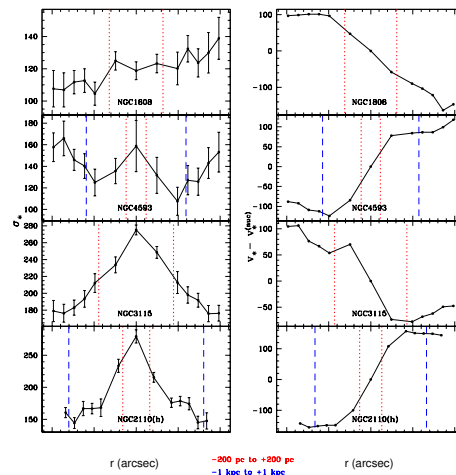 140
120
100
NGC1808
100
0
−100
NGC1808
180
160
140
120
100
NGC4593
100
50
0
−50
−100
NGC4593
σ*
V* − V*(nuc)
280
260
240
220
200
180
NGC3115
100
50
0
−50
NGC3115
250
200
150
NGC2110(h)
100
0
−100
NGC2110(h)
r (arcsec)
−200 pc to +200 pc
−1 kpc to +1 kpc
r (arcsec)